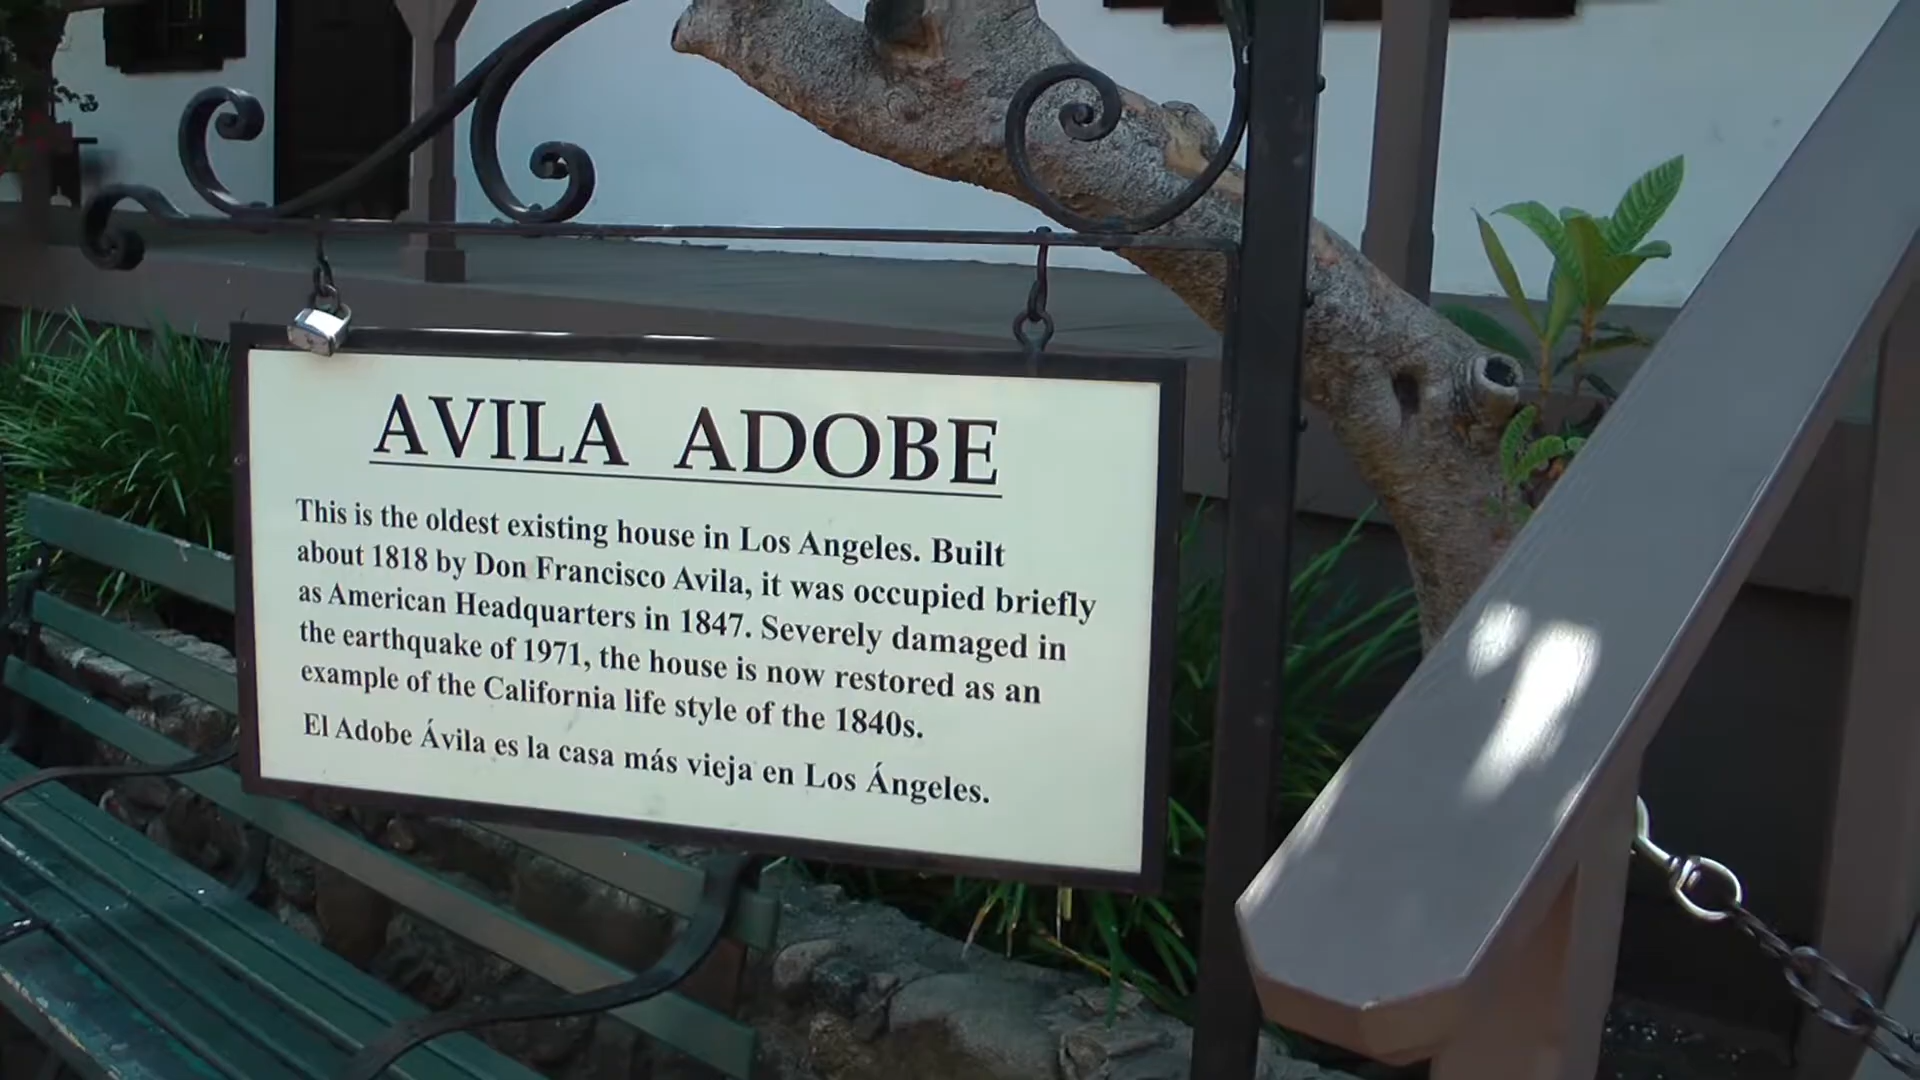 AVILA ADOBE
This is the oldest existing house in Los Angeles. Built
about 1818 by Don Francisco Avila, it was occupied briefly
as American Headquarters in 1847. Severely damaged in
the earthquake of 1971, the house is now restored as an
example of the California life style of the 1840s.
El Adobe Ávila es la casa más vieja en Los Ángeles.